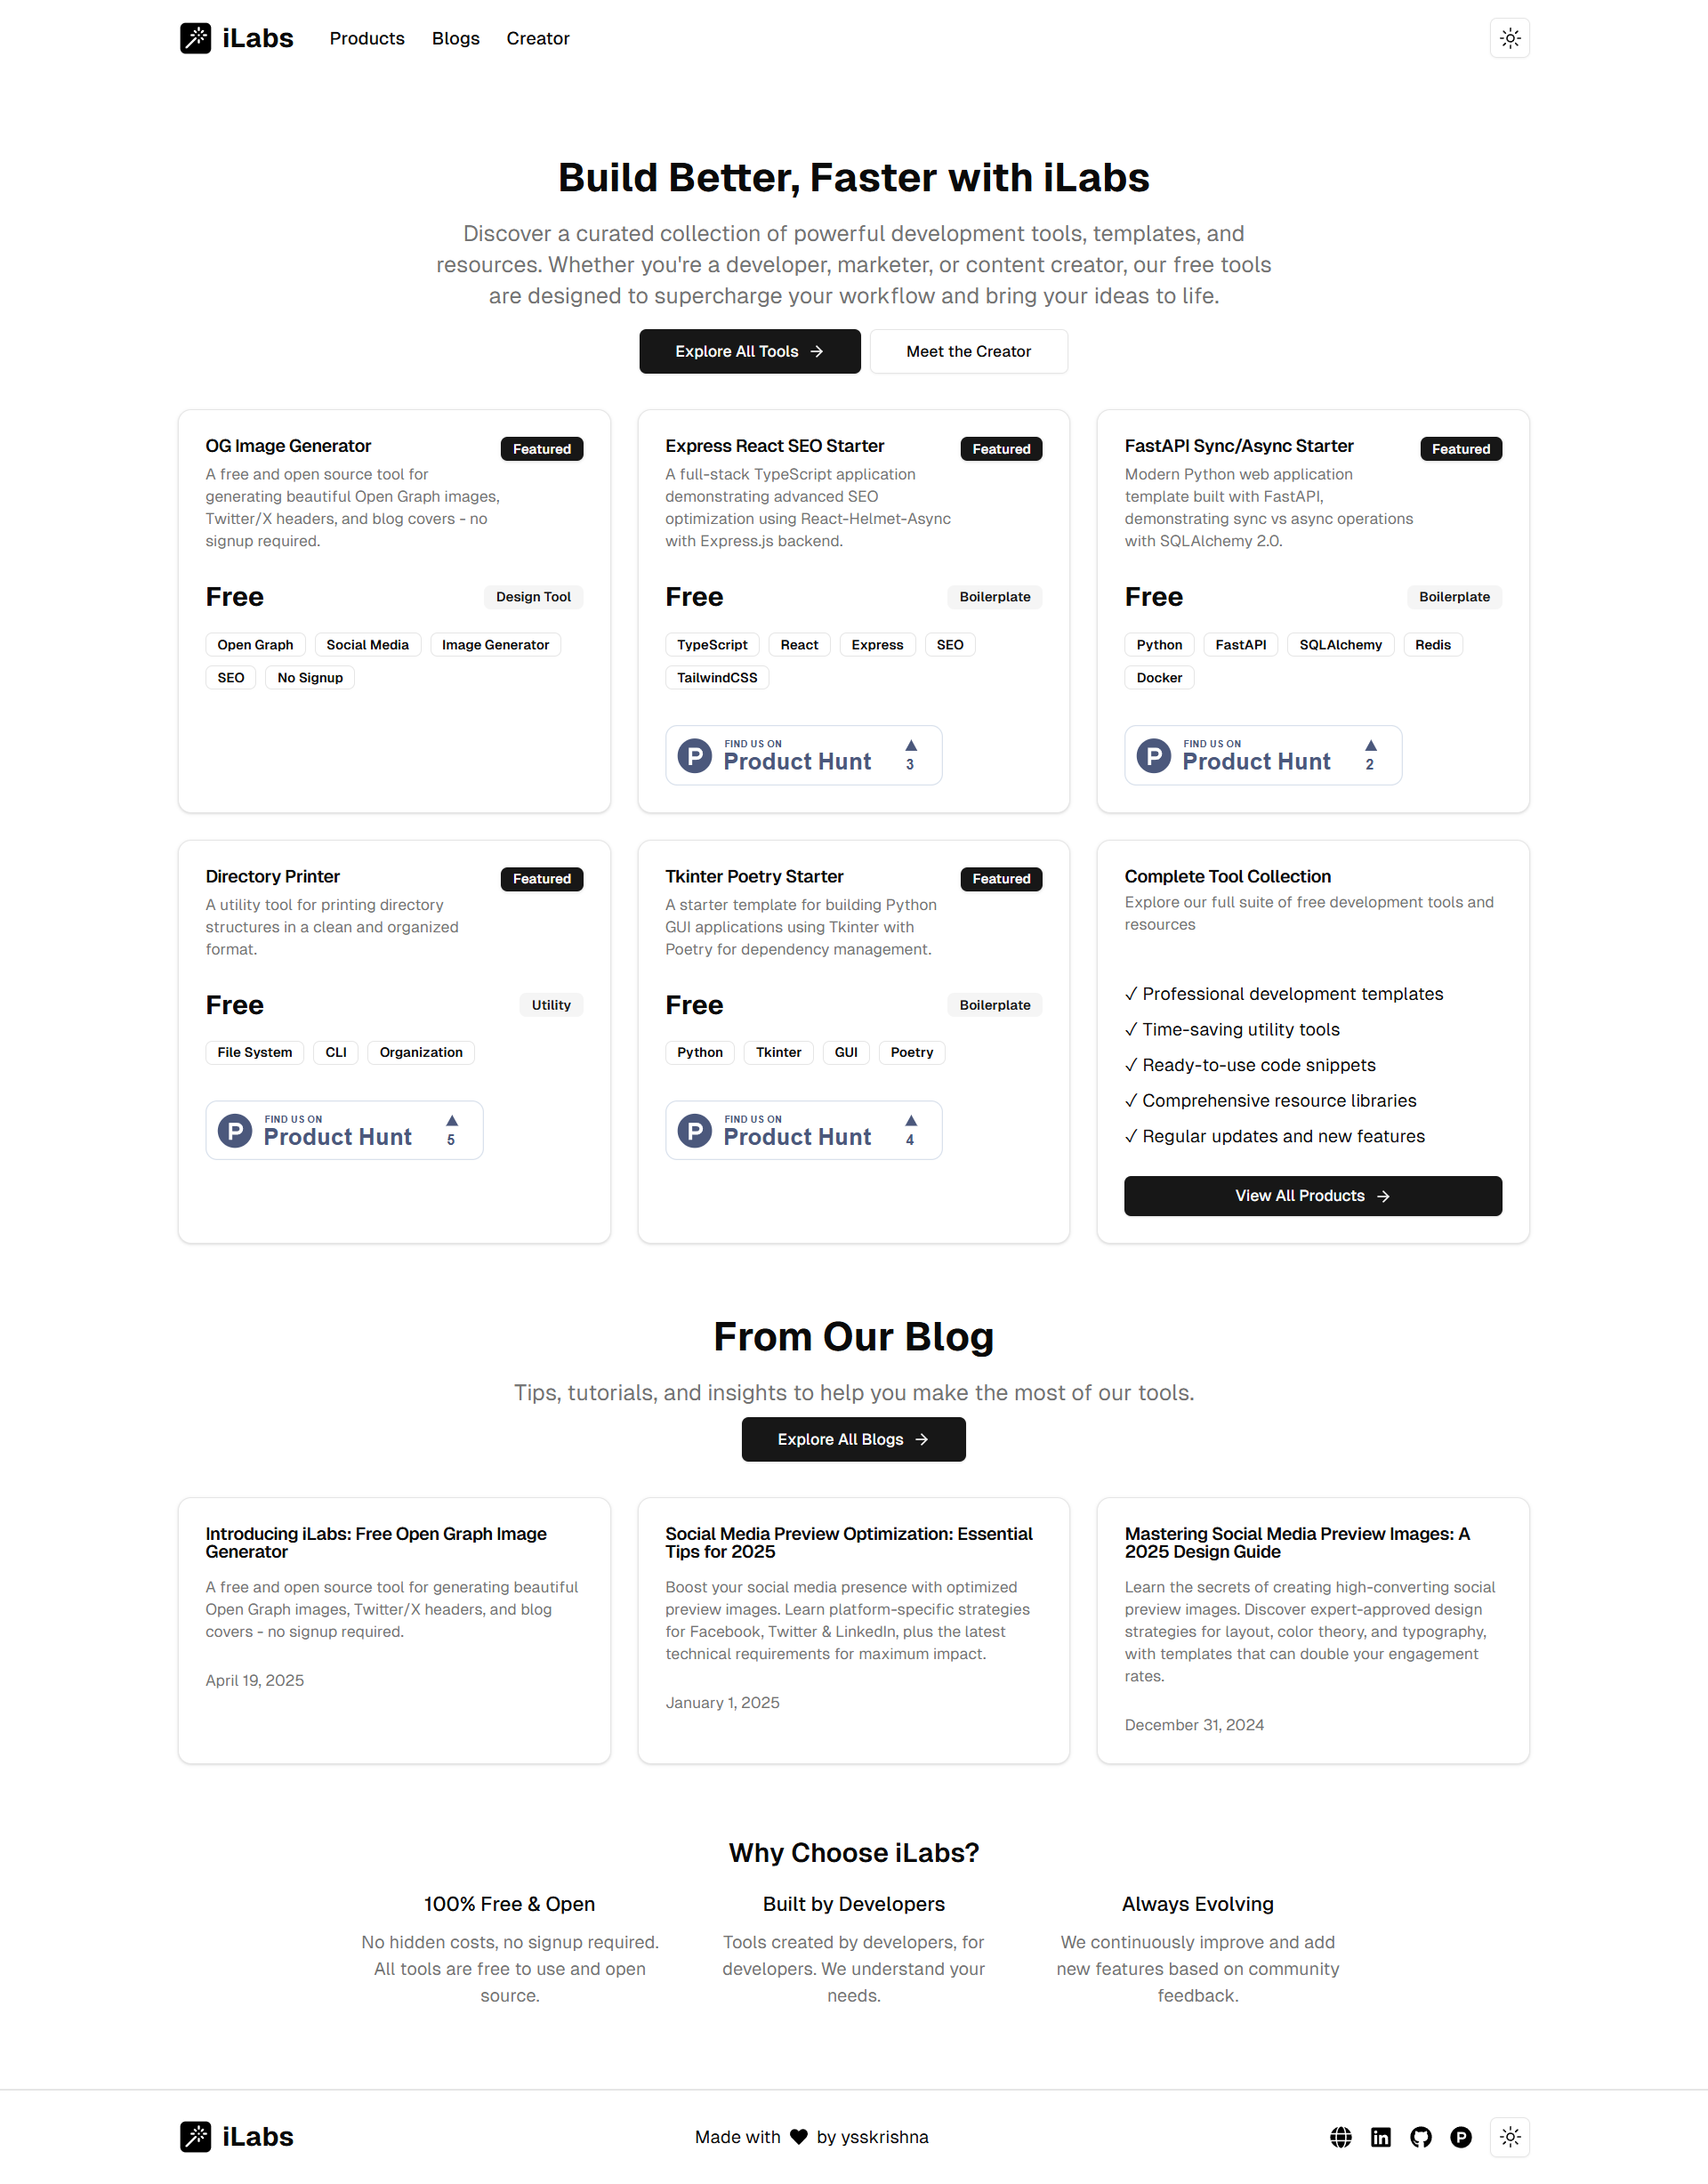 iLabs
Products
Blogs
Creator
Build Better, Faster with iLabs
Discover a curated collection of powerful development tools, templates, and
resources. Whether you're a developer, marketer, or content creator, our free tools
are designed to supercharge your workflow and bring your ideas to life.
Explore All Tools →
Meet the Creator
OG Image Generator
Featured
A free and open source tool for
generating beautiful Open Graph images,
Twitter/X headers, and blog covers - no
signup required.
Free
Design Tool
Open Graph
Social Media
Image Generator
SEO
No Signup
Express React SEO Starter
Featured
A full-stack TypeScript application
demonstrating advanced SEO
optimization using React-Helmet-Async
with Express.js backend.
Free
Boilerplate
TypeScript
React
Express
SEO
TailwindCSS
FIND US ON
Product Hunt
▲
3
FastAPI Sync/Async Starter
Featured
Modern Python web application
template built with FastAPI,
demonstrating sync vs async operations
with SQLAlchemy 2.0.
Free
Boilerplate
Python
FastAPI
SQLAlchemy
Redis
Docker
FIND US ON
Product Hunt
▲
2
Directory Printer
Featured
A utility tool for printing directory
structures in a clean and organized
format.
Free
Utility
File System
CLI
Organization
FIND US ON
Product Hunt
▲
5
Tkinter Poetry Starter
Featured
A starter template for building Python
GUI applications using Tkinter with
Poetry for dependency management.
Free
Boilerplate
Python
Tkinter
GUI
Poetry
FIND US ON
Product Hunt
▲
4
Complete Tool Collection
Explore our full suite of free development tools and
resources
✓ Professional development templates
✓ Time-saving utility tools
✓ Ready-to-use code snippets
✓ Comprehensive resource libraries
✓ Regular updates and new features
View All Products →
From Our Blog
Tips, tutorials, and insights to help you make the most of our tools.
Explore All Blogs →
Introducing iLabs: Free Open Graph Image
Generator
A free and open source tool for generating beautiful
Open Graph images, Twitter/X headers, and blog
covers - no signup required.
April 19, 2025
Social Media Preview Optimization: Essential
Tips for 2025
Boost your social media presence with optimized
preview images. Learn platform-specific strategies
for Facebook, Twitter & LinkedIn, plus the latest
technical requirements for maximum impact.
January 1, 2025
Mastering Social Media Preview Images: A
2025 Design Guide
Learn the secrets of creating high-converting social
preview images. Discover expert-approved design
strategies for layout, color theory, and typography,
with templates that can double your engagement
rates.
December 31, 2024
Why Choose iLabs?
100% Free & Open
No hidden costs, no signup required.
All tools are free to use and open
source.
Built by Developers
Tools created by developers, for
developers. We understand your
needs.
Always Evolving
We continuously improve and add
new features based on community
feedback.
iLabs
Made with ♥ by ysskrishna